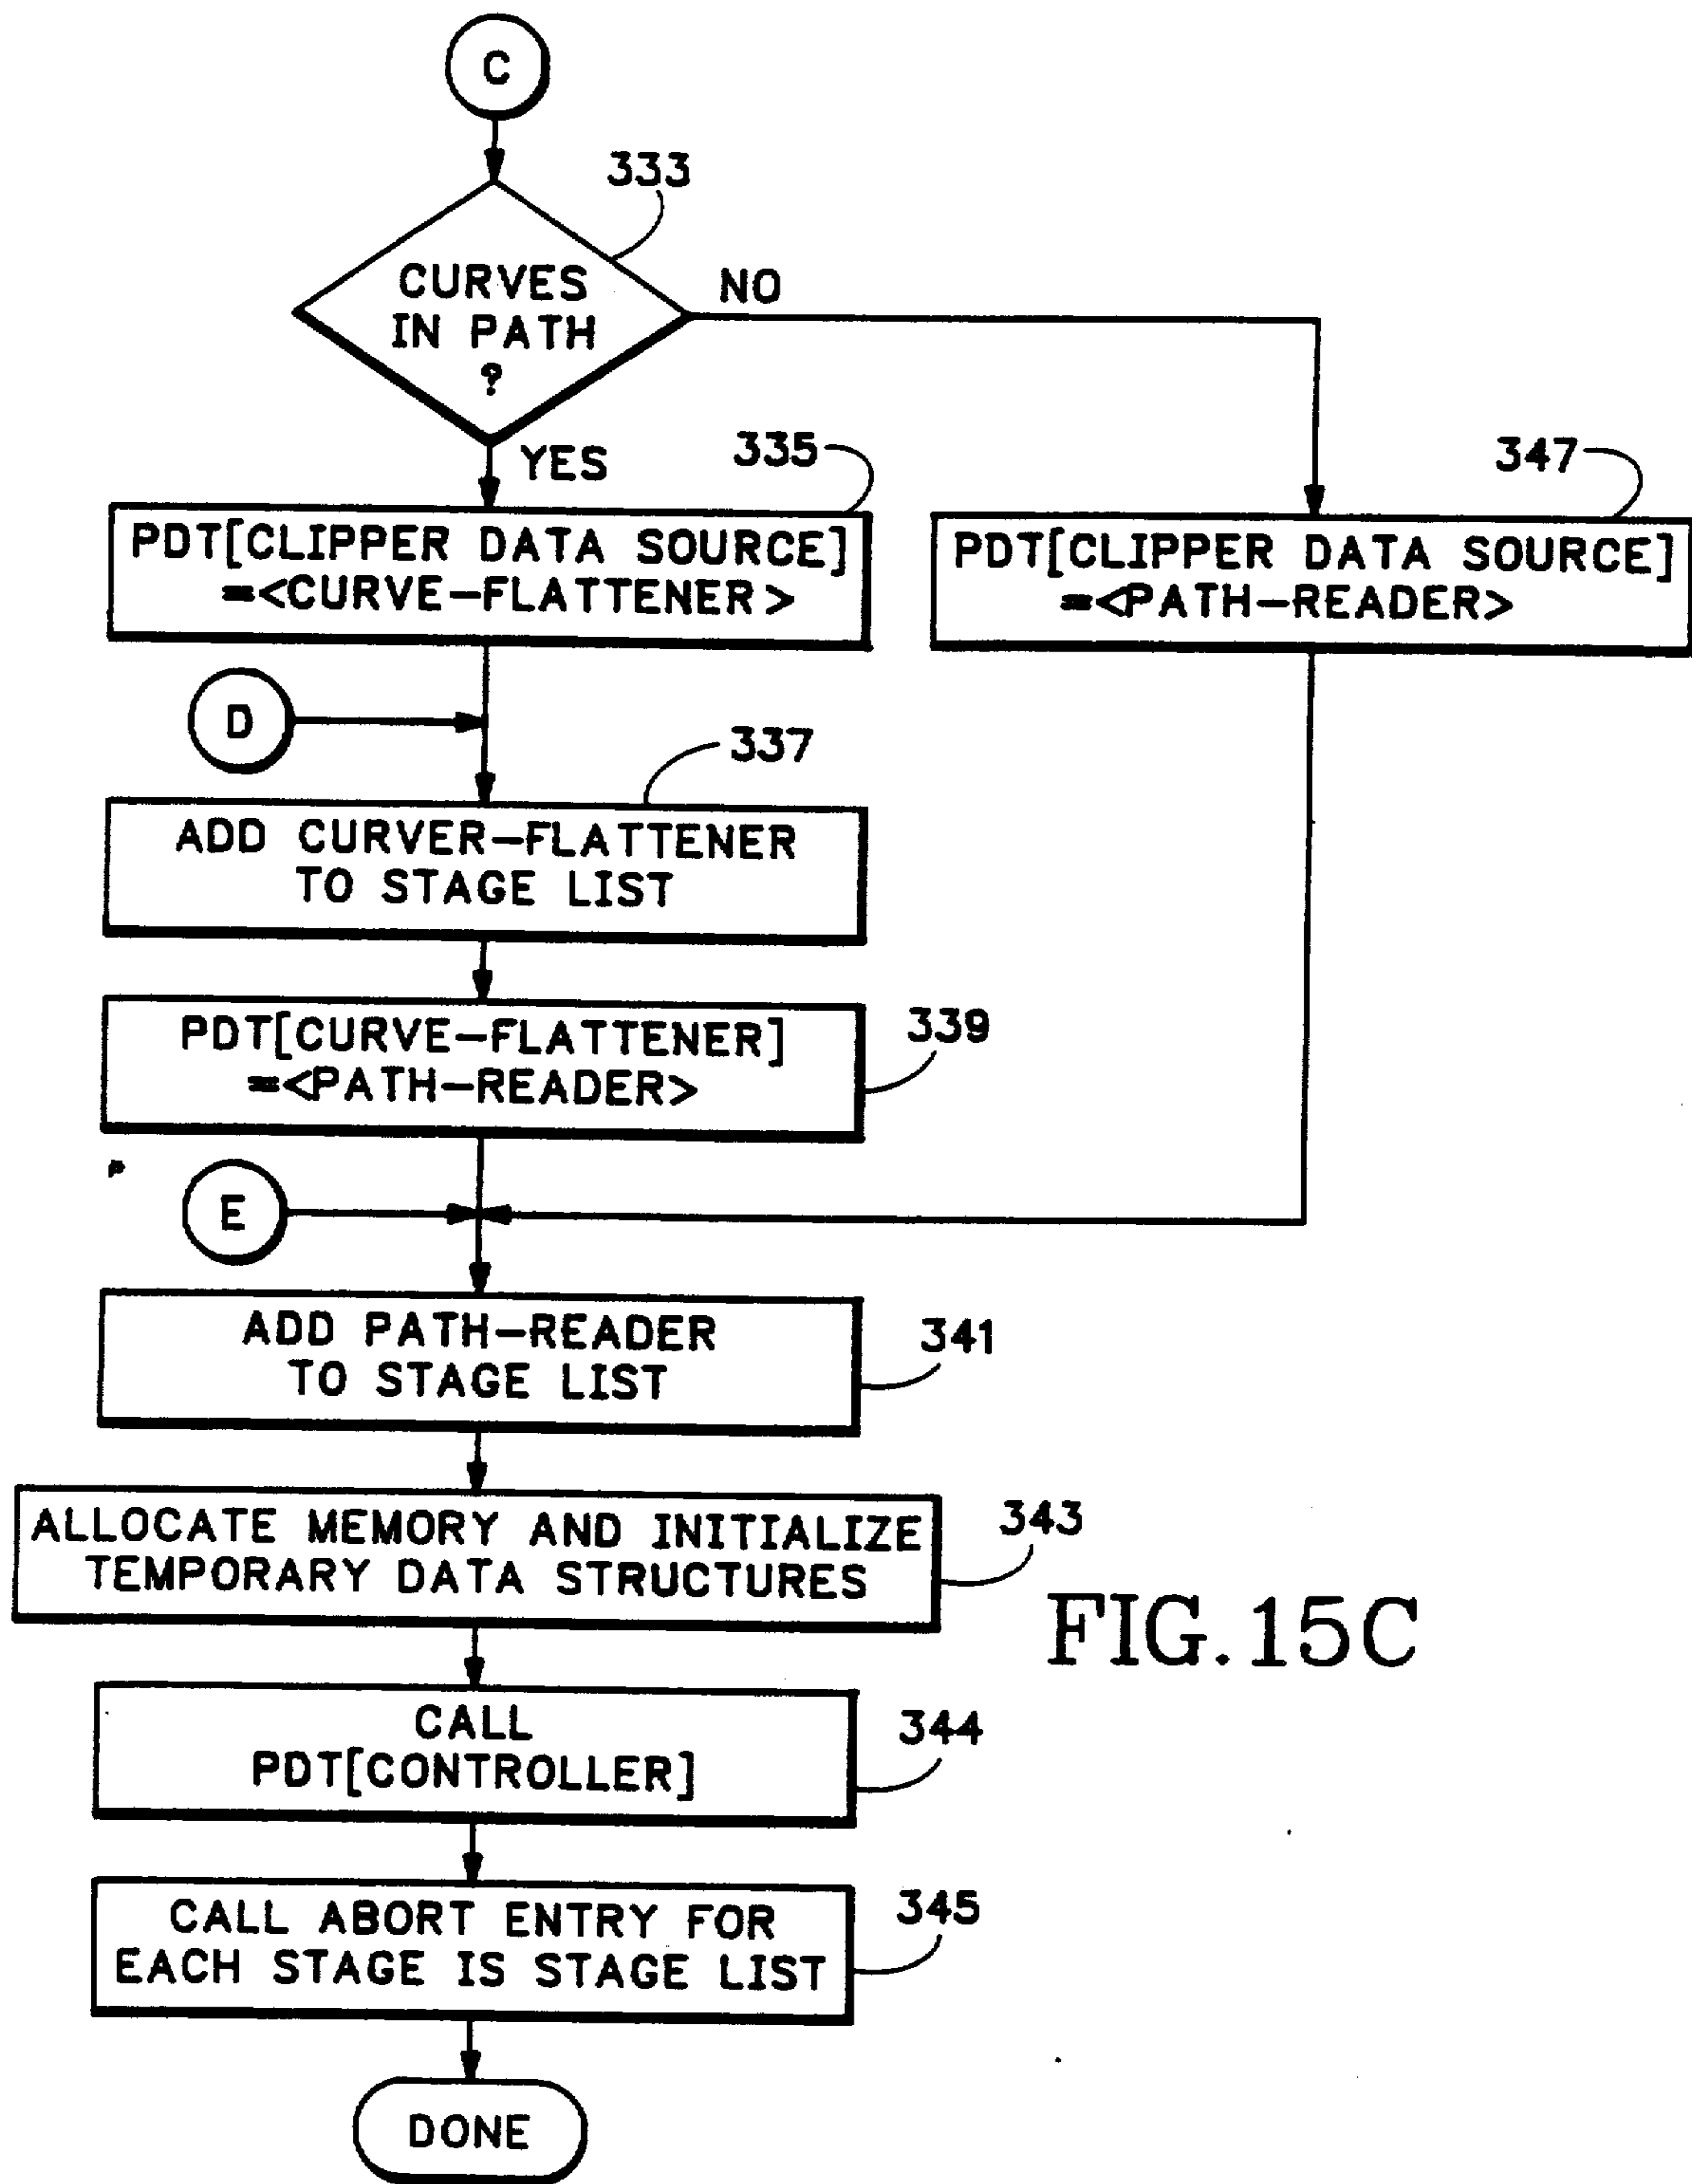 C
333
CURVES
IN PATH
?
NO
YES
335
347
PDT[CLIPPER DATA SOURCE]
=<CURVE-FLATTENER>
PDT[CLIPPER DATA SOURCE]
=<PATH-READER>
D
337
ADD CURVER-FLATTENER
TO STAGE LIST
PDT[CURVE-FLATTENER]
=<PATH-READER>
339
E
ADD PATH-READER
TO STAGE LIST
341
ALLOCATE MEMORY AND INITIALIZE
TEMPORARY DATA STRUCTURES
343
FIG. 15C
CALL
PDT[CONTROLLER]
344
CALL ABORT ENTRY FOR
EACH STAGE IS STAGE LIST
345
DONE